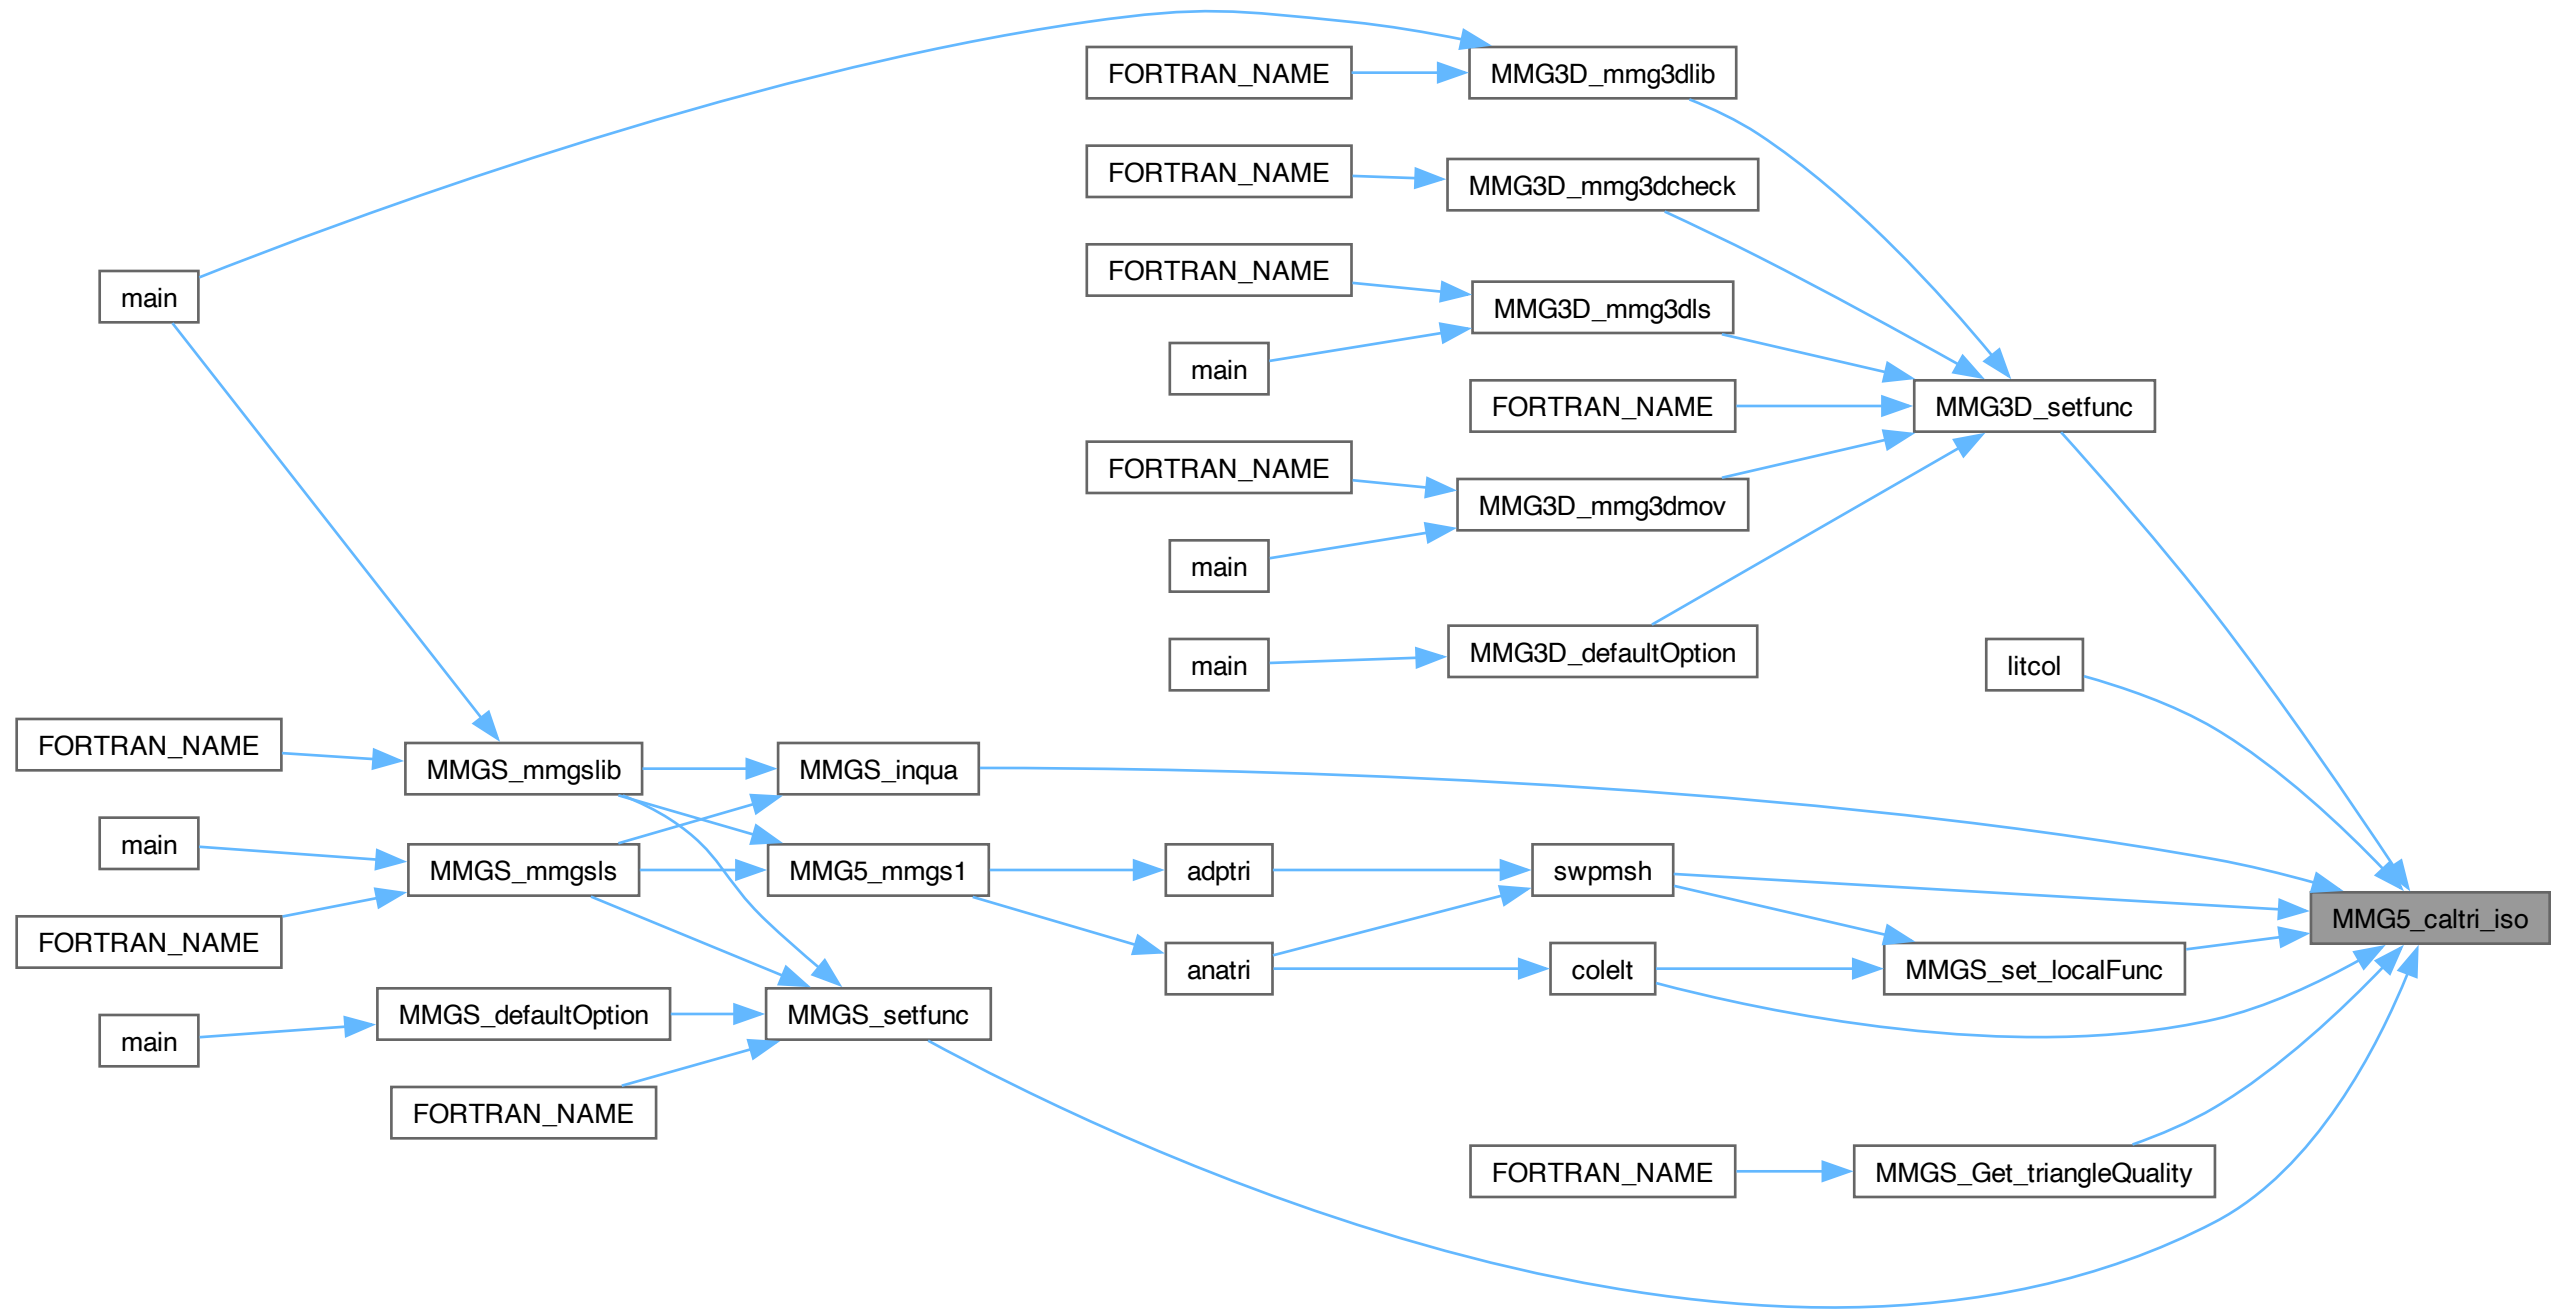 FORTRAN_NAME
MMG3D_mmg3dlib
FORTRAN_NAME
MMG3D_mmg3dcheck
FORTRAN_NAME
main
MMG3D_mmg3dls
main
FORTRAN_NAME
MMG3D_setfunc
FORTRAN_NAME
MMG3D_mmg3dmov
main
main
MMG3D_defaultOption
litcol
FORTRAN_NAME
MMGS_mmgslib
MMGS_inqua
main
MMGS_mmgsls
MMG5_mmgs1
adptri
swpmsh
MMG5_caltri_iso
FORTRAN_NAME
anatri
colelt
MMGS_set_localFunc
main
MMGS_defaultOption
MMGS_setfunc
FORTRAN_NAME
FORTRAN_NAME
MMGS_Get_triangleQuality